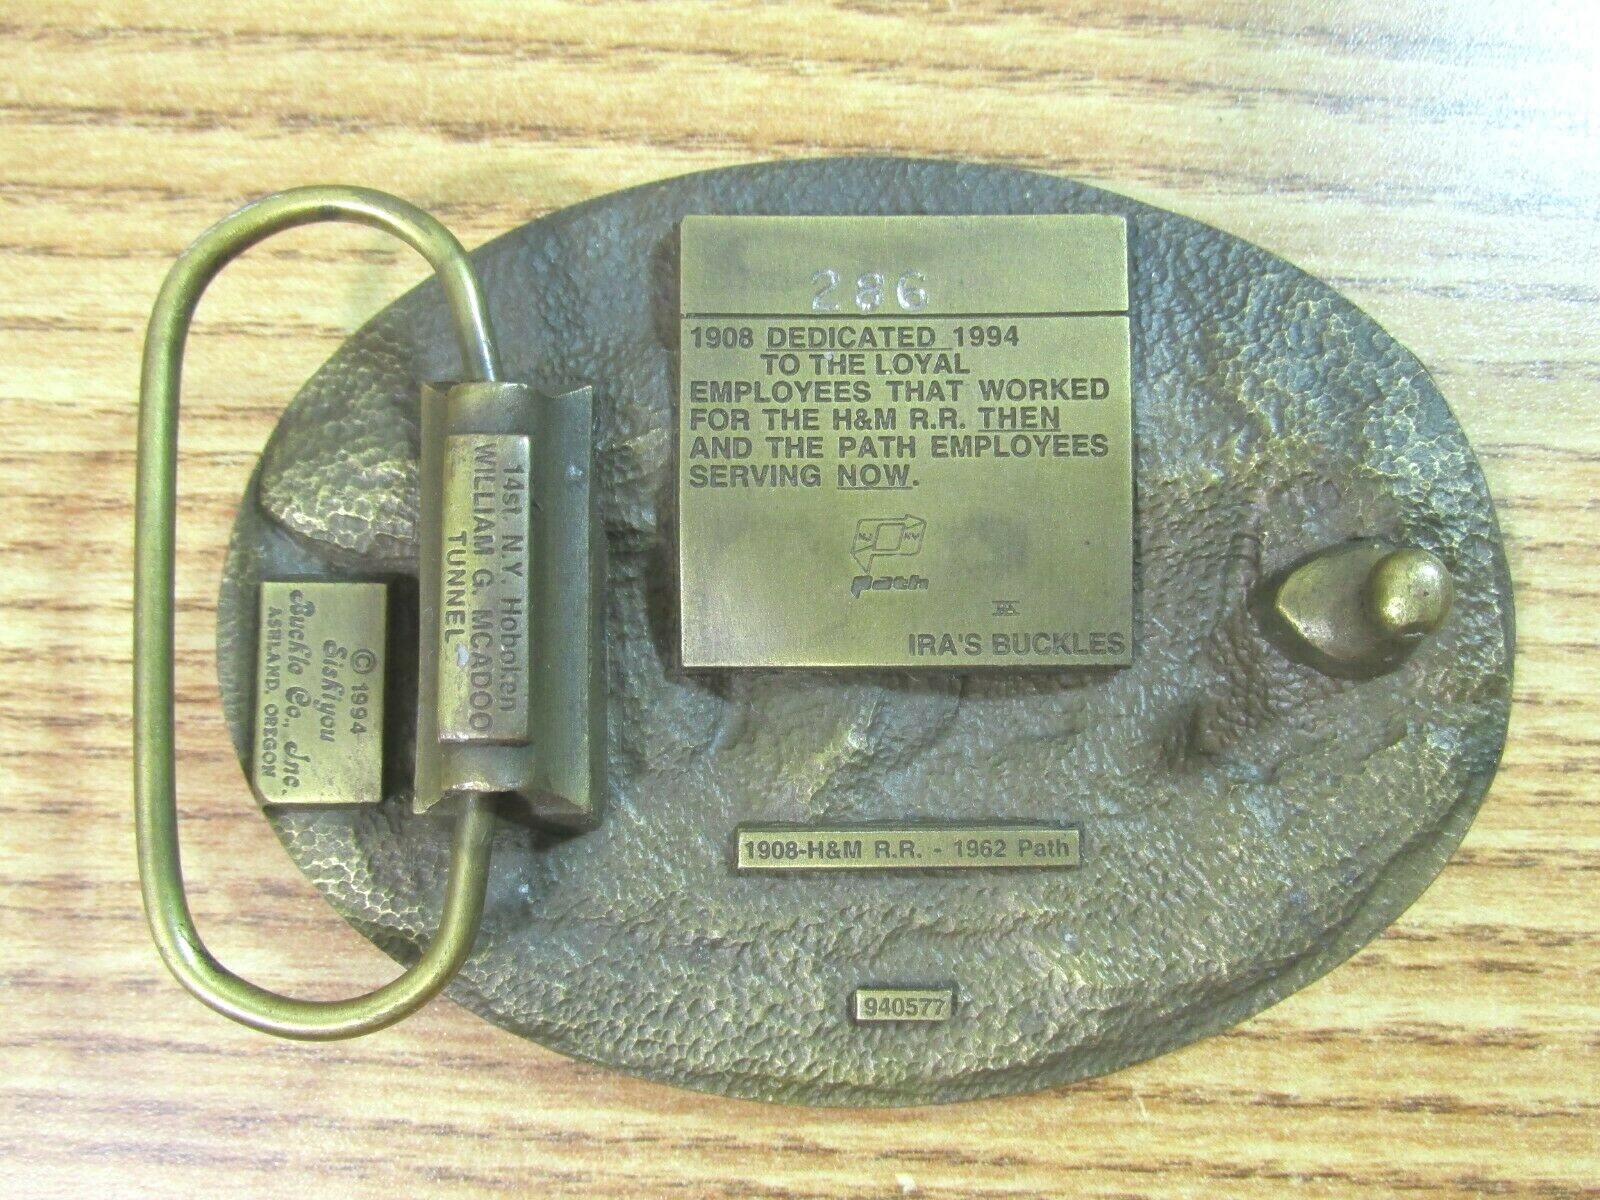 286
1908 DEDICATED 1994
TO THE LOYAL
EMPLOYEES THAT WORKED
FOR THE H&M R.R. THEN
AND THE PATH EMPLOYEES
SERVING NOW.
path
IRA'S BUCKLES
14st N.Y. Hobolken
WILLIAM G. MCADOO
TUNNEL
© 1994
Siskiyou
Buckle Co., Inc.
ASHLAND, OREGON
1908-H&M R.R. - 1962 Path
940577